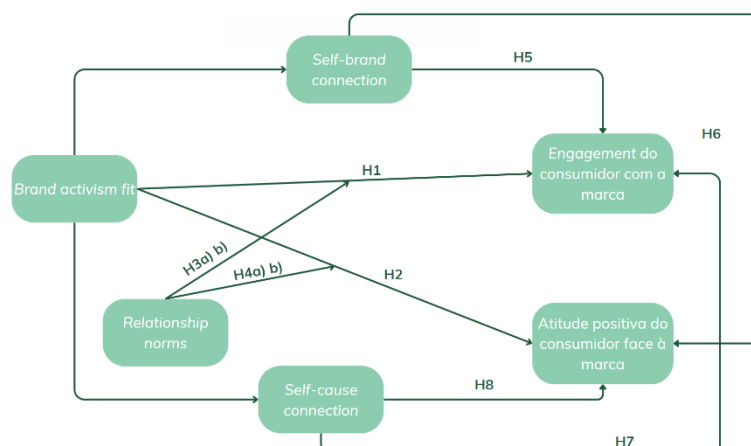 Self-brand
connection
H5
H6
Engagement do
consumidor com a
marca
H1
Brand activism fit
H3a) b)
H4a) b)
H2
Relationship
norms
Atitude positiva do
consumidor face à
marca
Self-cause
connection
H8
H7